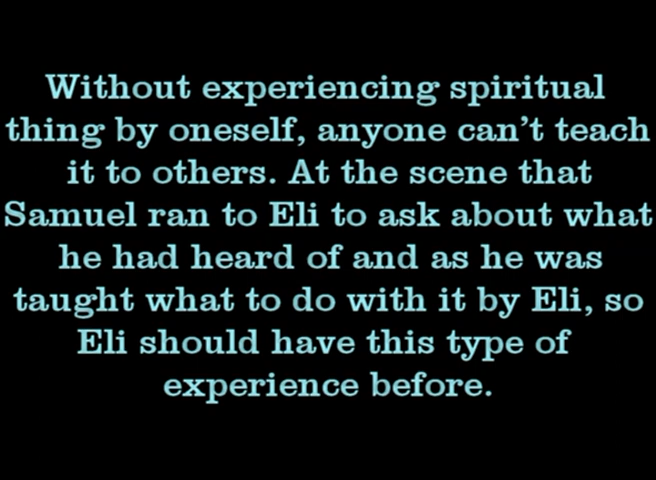 Without experiencing spiritual
thing by oneself, anyone can't teach
it to others. At the scene that
Samuel ran to Eli to ask about what
he had heard of and as he was
taught what to do with it by Eli, so
Eli should have this type of
experience before.